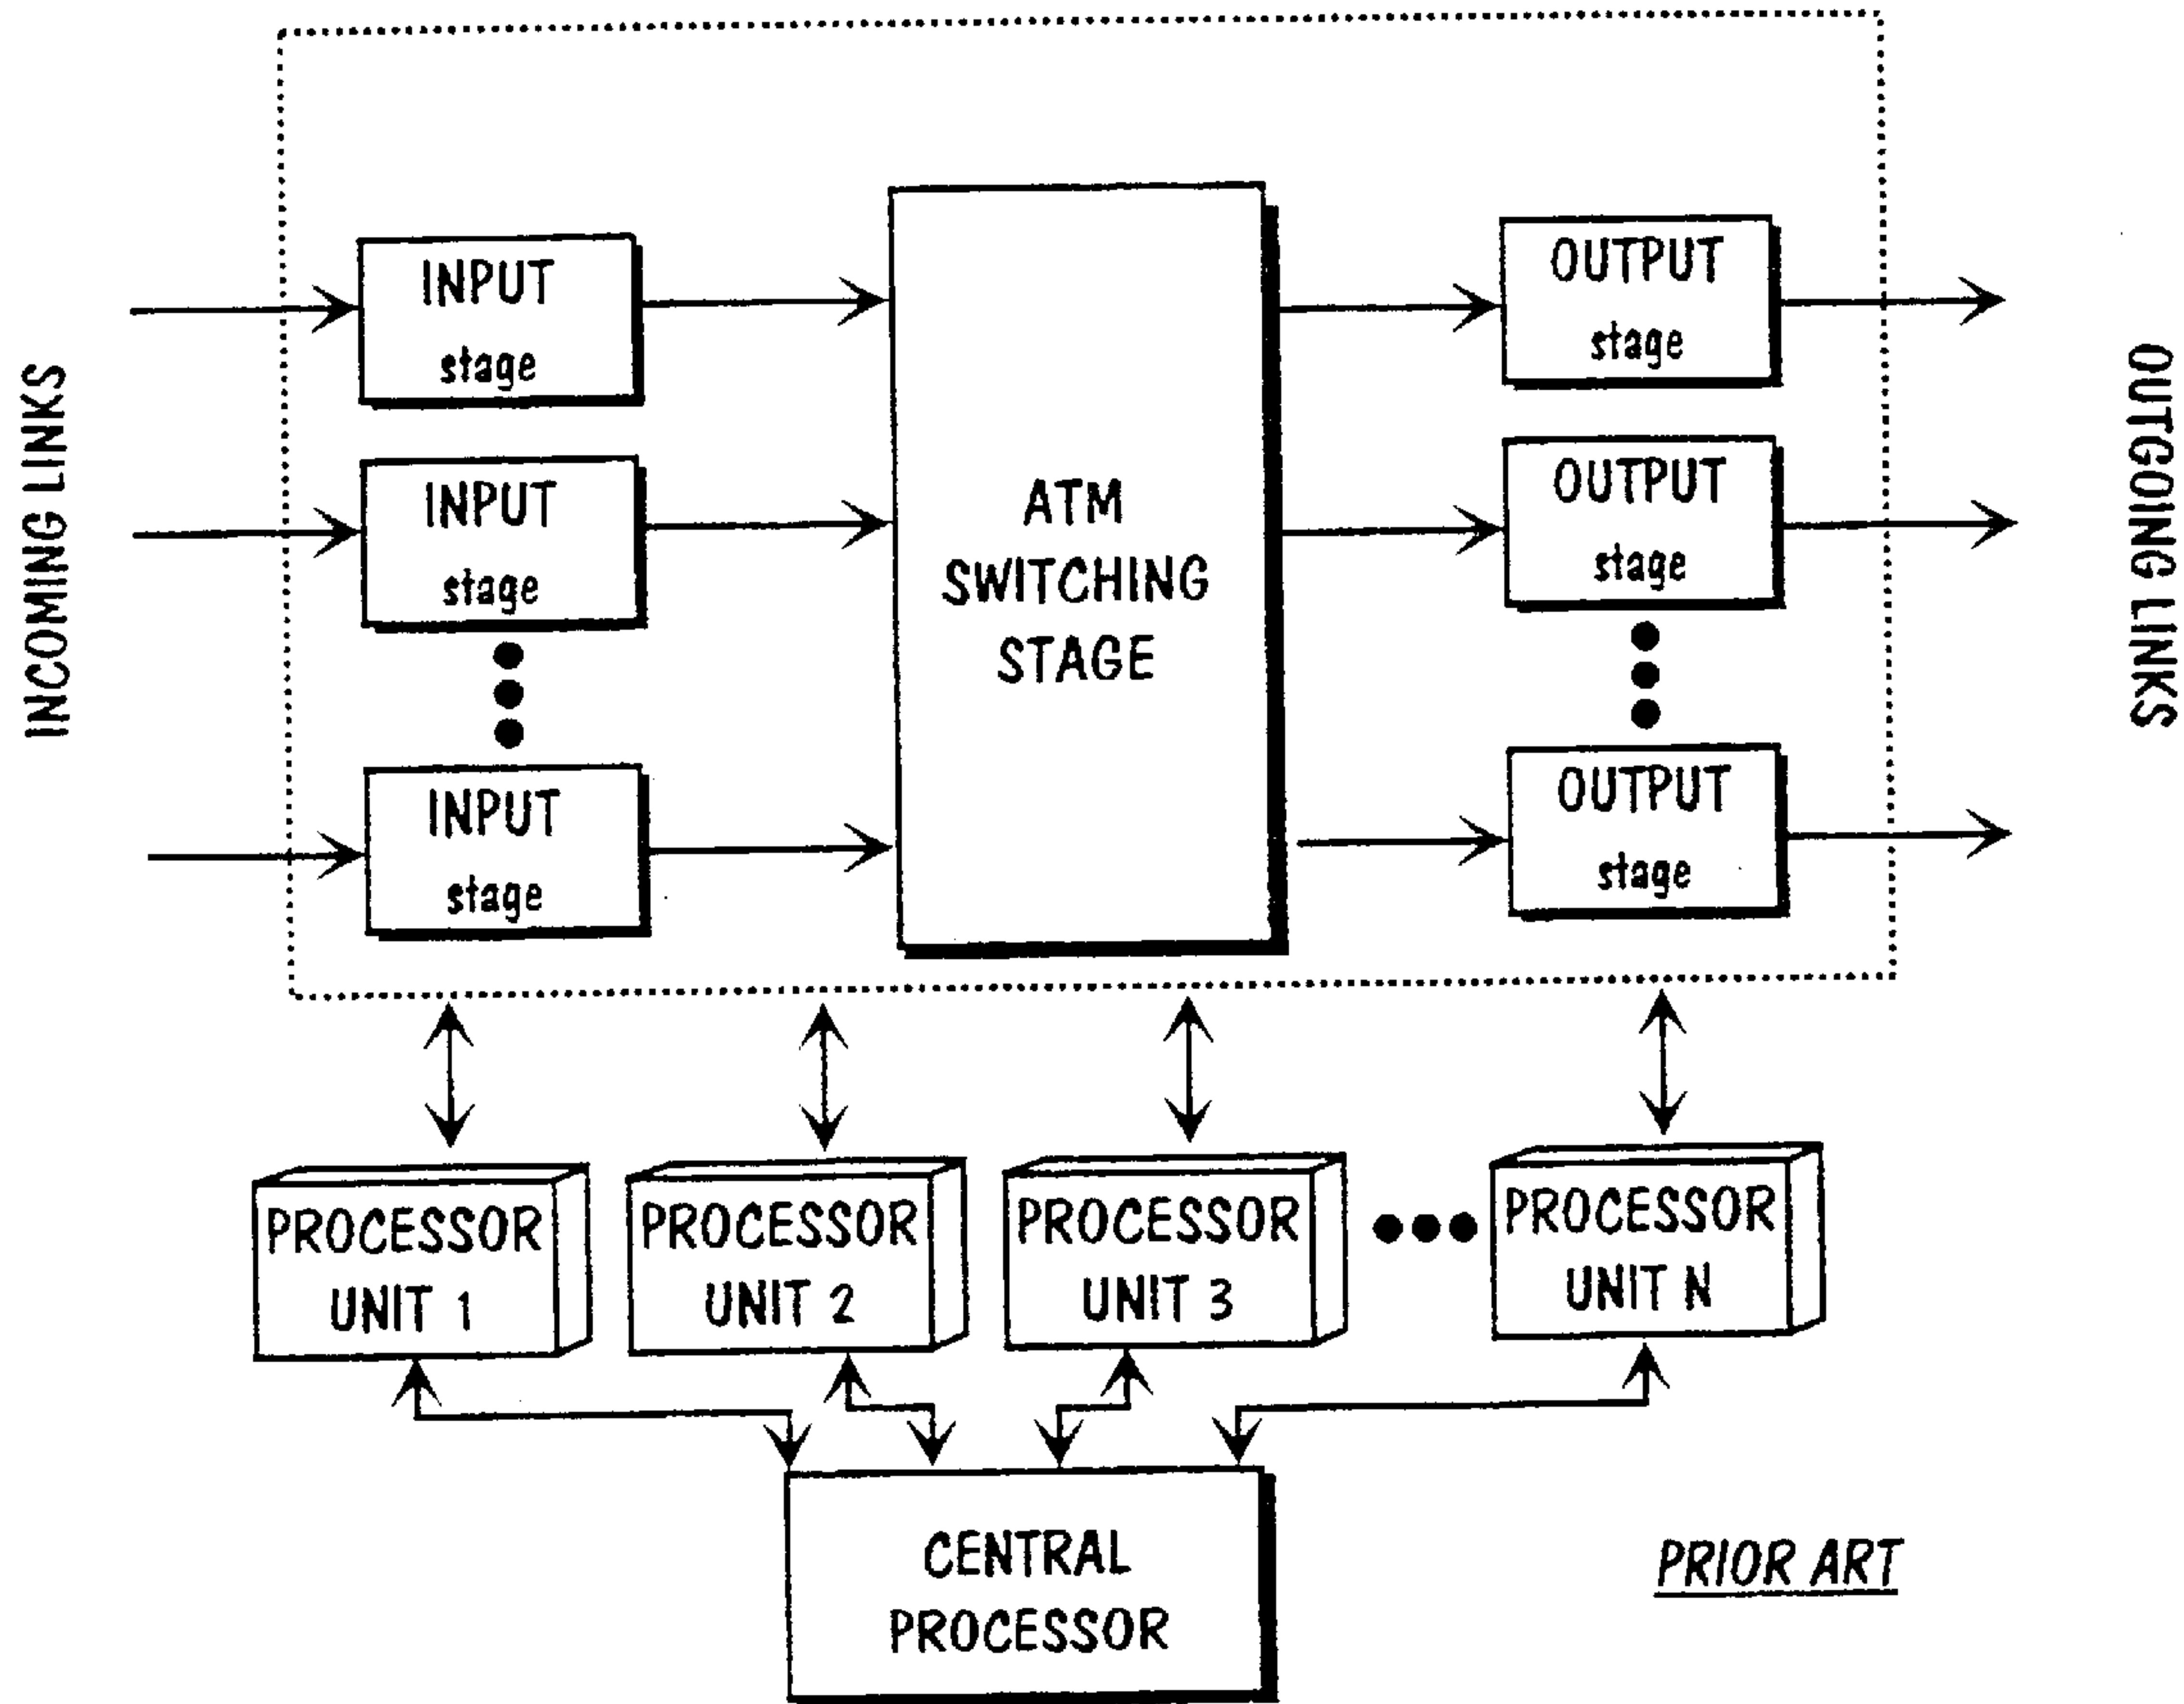 INCOMING LINKS
INPUT
stage
INPUT
stage
INPUT
stage
ATM
SWITCHING
STAGE
OUTPUT
stage
OUTPUT
stage
OUTPUT
stage
OUTGOING LINKS
PROCESSOR
UNIT 1
PROCESSOR
UNIT 2
PROCESSOR
UNIT 3
PROCESSOR
UNIT N
CENTRAL
PROCESSOR
PRIOR ART